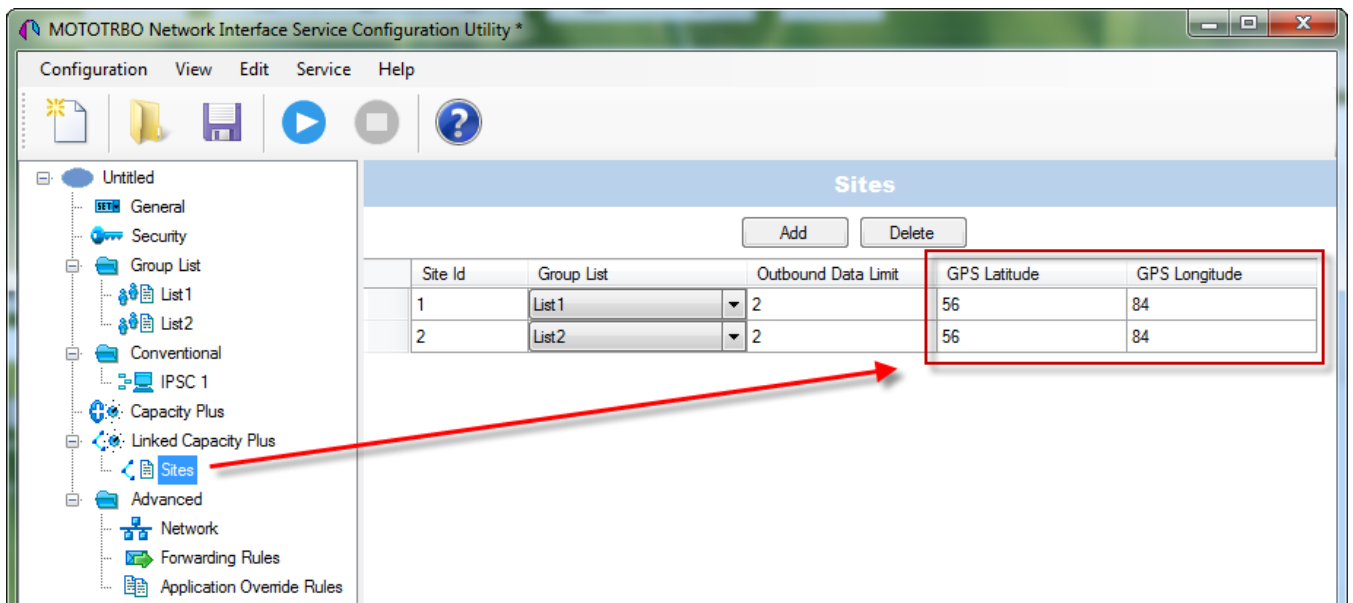 MOTOTRBO Network Interface Service Configuration Utility *
Configuration View Edit Service Help
Untitled
SET
General
Security
Group List
List1
List2
Conventional
IPSC 1
Capacity Plus
Linked Capacity Plus
Sites
Advanced
Network
Forwarding Rules
Application Override Rules
Sites
Add Delete
Site Id Group List Outbound Data Limit GPS Latitude GPS Longitude
1 List1 2 56 84
2 List2 2 56 84